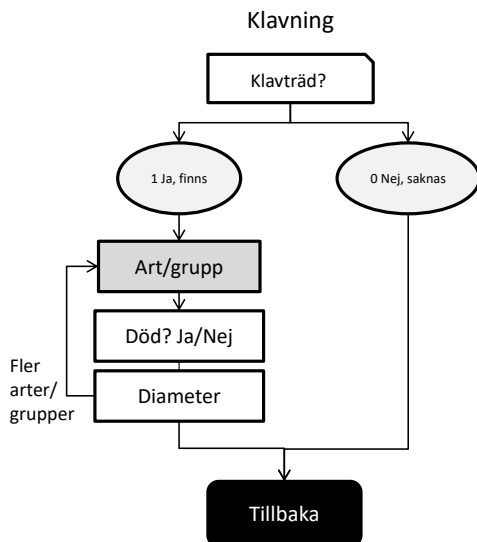 Klavning
Klavträd?
1 Ja, finns
0 Nej, saknas
Art/grupp
Död? Ja/Nej
Fler
arter/
grupper
Diameter
Tillbaka